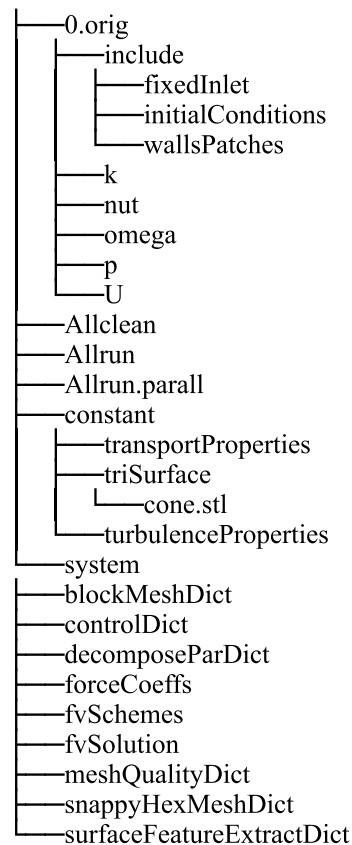 0.orig
include
fixedInlet
initialConditions
wallsPatches
k
nut
omega
p
U
Allclean
Allrun
Allrun.parall
constant
transportProperties
triSurface
cone.stl
turbulenceProperties
system
blockMeshDict
controlDict
decomposeParDict
forceCoeffs
fvSchemes
fvSolution
meshQualityDict
snappyHexMeshDict
surfaceFeatureExtractDict